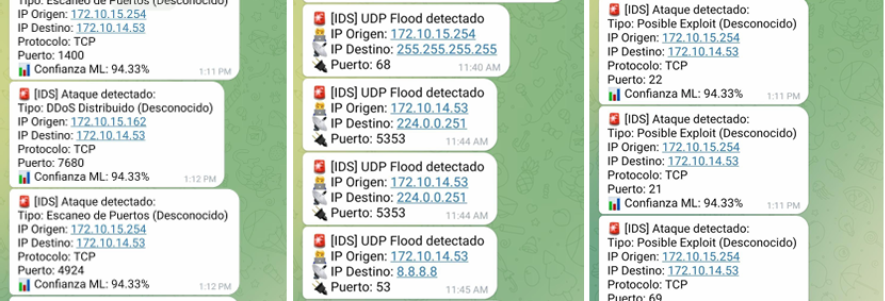 Tipo: Escaneo de Puertos (Desconocido)
IP Origen: 172.10.15.254
IP Destino: 172.10.14.53
Protocolo: TCP
Puerto: 1400
Confianza ML: 94.33%
1:11 PM
[IDS] Ataque detectado:
Tipo: DDoS Distribuido (Desconocido)
IP Origen: 172.10.15.162
IP Destino: 172.10.14.53
Protocolo: TCP
Puerto: 7680
Confianza ML: 94.33%
1:12 PM
[IDS] Ataque detectado:
Tipo: Escaneo de Puertos (Desconocido)
IP Origen: 172.10.15.254
IP Destino: 172.10.14.53
Protocolo: TCP
Puerto: 4924
Confianza ML: 94.33%
1:12 PM
[IDS] UDP Flood detectado
IP Origen: 172.10.15.254
IP Destino: 255.255.255.255
Puerto: 68
11:40 AM
[IDS] UDP Flood detectado
IP Origen: 172.10.14.53
IP Destino: 224.0.0.251
Puerto: 5353
11:44 AM
[IDS] UDP Flood detectado
IP Origen: 172.10.14.53
IP Destino: 224.0.0.251
Puerto: 5353
11:44 AM
[IDS] UDP Flood detectado
IP Origen: 172.10.14.53
IP Destino: 8.8.8.8
Puerto: 53
11:45 AM
[IDS] Ataque detectado:
Tipo: Posible Exploit (Desconocido)
IP Origen: 172.10.15.254
IP Destino: 172.10.14.53
Protocolo: TCP
Puerto: 22
Confianza ML: 94.33%
1:11 PM
[IDS] Ataque detectado:
Tipo: Posible Exploit (Desconocido)
IP Origen: 172.10.15.254
IP Destino: 172.10.14.53
Protocolo: TCP
Puerto: 21
Confianza ML: 94.33%
1:11 PM
[IDS] Ataque detectado:
Tipo: Posible Exploit (Desconocido)
IP Origen: 172.10.15.254
IP Destino: 172.10.14.53
Protocolo: TCP
Puerto: 69